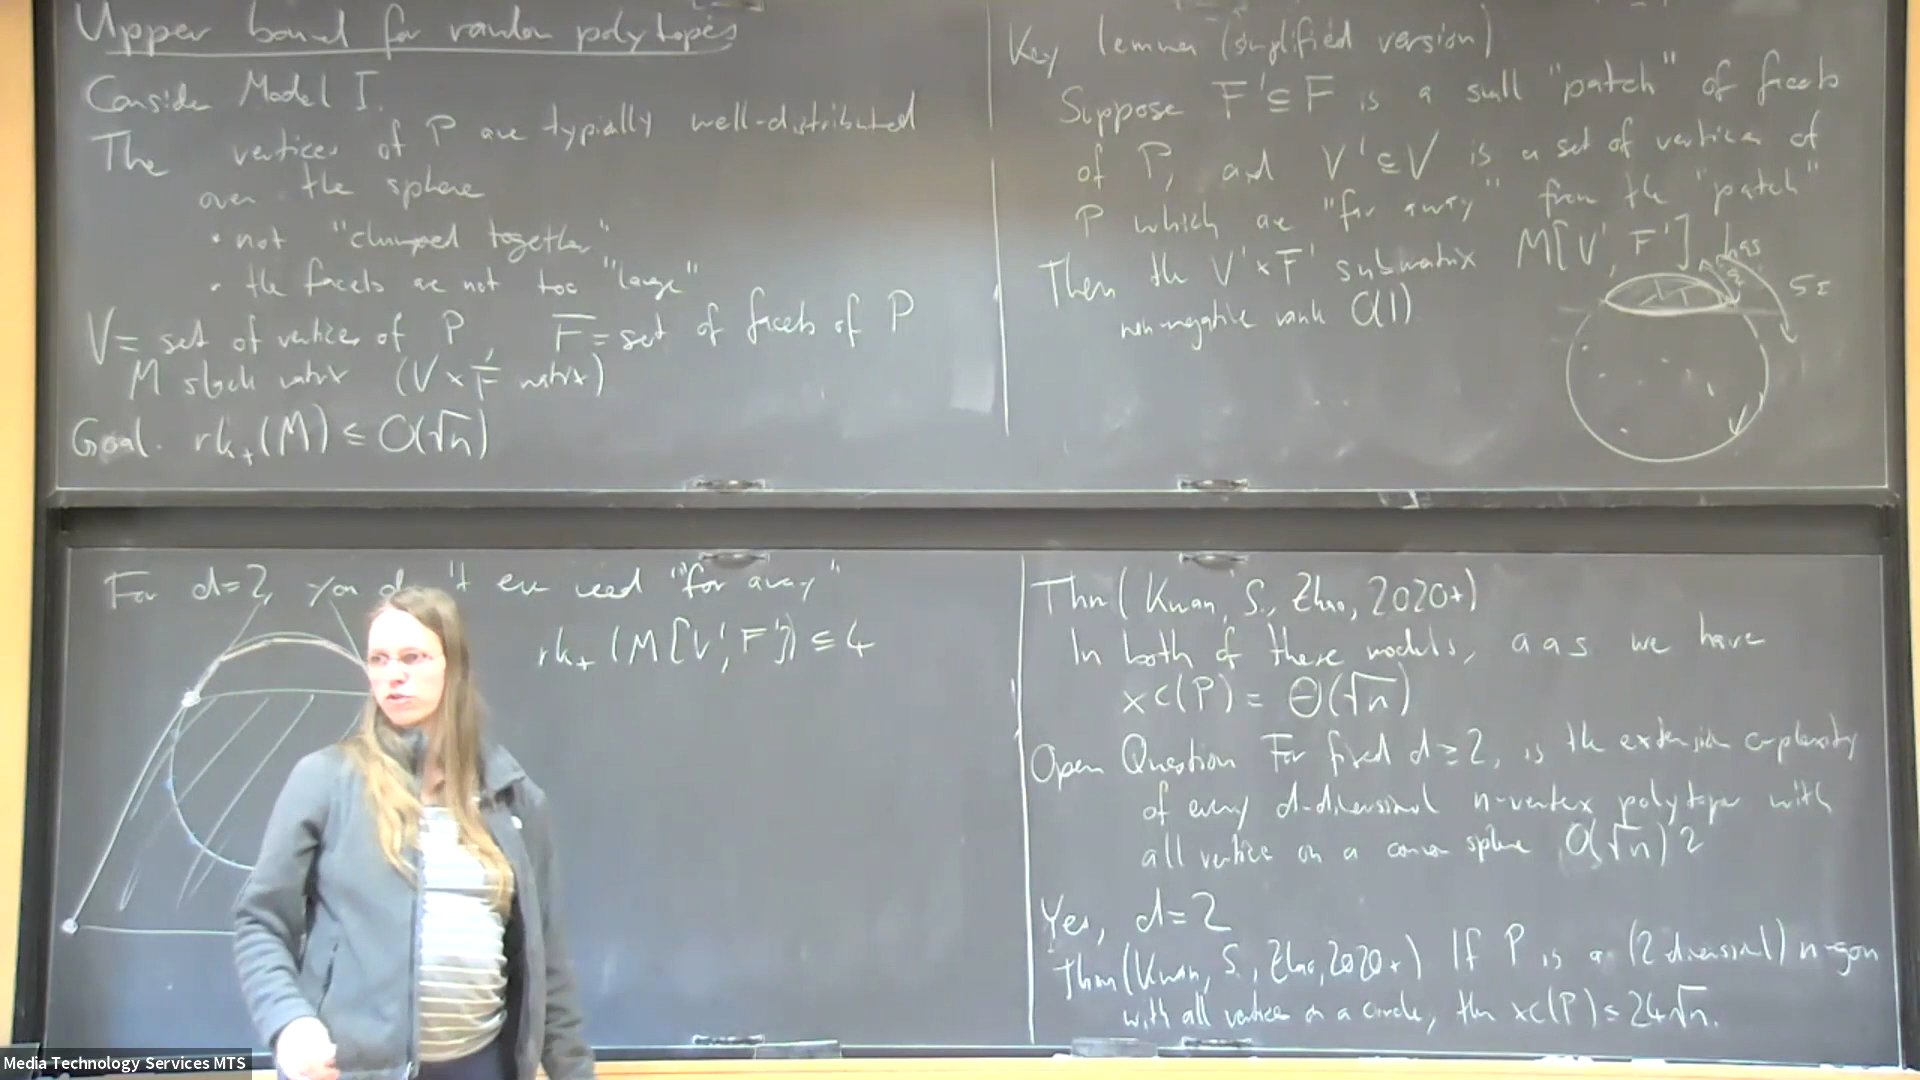 Upper bound for random polytopes
Consider Model I.
The vertices of P are typically well-distributed
over the sphere
• not "clumped together"
• the facets are not too "large"
V = set of vertices of P, F = set of facets of P
M slack matrix (V × F matrix)
Goal. rk₊(M) ≤ O(√n)
Key lemma (simplified version)
Suppose F' ⊆ F is a small "patch" of facets
of P, and V' ⊆ V is a set of vertices of
P which are "far away" from the "patch"
Then the V' × F' submatrix M[V', F'] has
non-negative rank O(1)
5ε
For d=2, you don't even need "far away"
rk₊(M[V', F']) ≤ 4
Thm (Kwan, S., Zhao, 2020+)
In both of these models, aas we have
xc(P) = Θ(√n)
Open Question For fixed d≥2, is the extension complexity
of every d-dimensional n-vertex polytope with
all vertices on a common sphere O(√n)?
Yes, d=2
Thm (Kwan, S., Zhao, 2020+) If P is a (2 dimensional) n-gon
with all vertices on a circle, then xc(P) ≤ 24√n.
Media Technology Services MTS